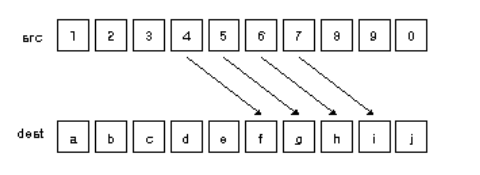 src 1 2 3 4 5 6 7 8 9 0
dest a b c d e f g h i j